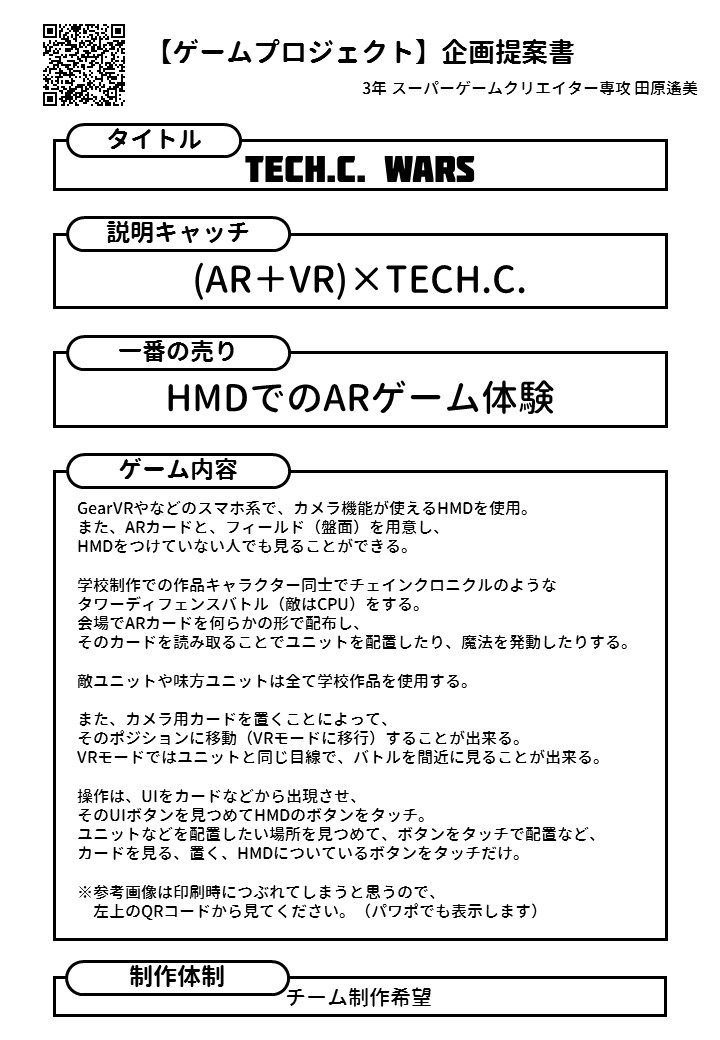 【ゲームプロジェクト】企画提案書
3年 スーパーゲームクリエイター専攻 田原遙美
タイトル
TECH.C. WARS
説明キャッチ
(AR＋VR)×TECH.C.
一番の売り
HMDでのARゲーム体験
ゲーム内容
GearVRやなどのスマホ系で、カメラ機能が使えるHMDを使用。
また、ARカードと、フィールド（盤面）を用意し、
HMDをつけていない人でも見ることができる。
学校制作での作品キャラクター同士でチェインクロニクルのような
タワーディフェンスバトル（敵はCPU）をする。
会場でARカードを何らかの形で配布し、
そのカードを読み取ることでユニットを配置したり、魔法を発動したりする。
敵ユニットや味方ユニットは全て学校作品を使用する。
また、カメラ用カードを置くことによって、
そのポジションに移動（VRモードに移行）することが出来る。
VRモードではユニットと同じ目線で、バトルを間近に見ることが出来る。
操作は、UIをカードなどから出現させ、
そのUIボタンを見つめてHMDのボタンをタッチ。
ユニットなどを配置したい場所を見つめて、ボタンをタッチで配置など、
カードを見る、置く、HMDについているボタンをタッチだけ。
※参考画像は印刷時につぶれてしまうと思うので、
左上のQRコードから見てください。（パワポでも表示します）
制作体制
チーム制作希望